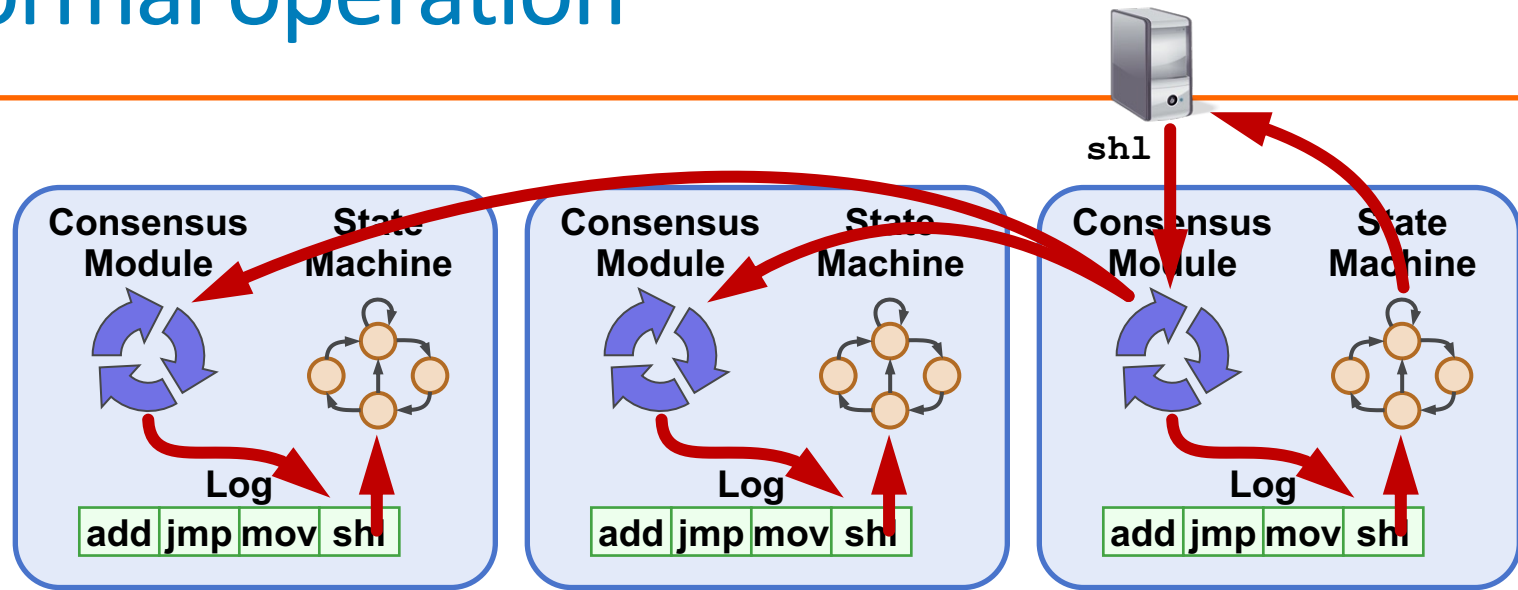 ormal operation
shl
Consensus Module
State Machine
Consensus Module
State Machine
Consensus Module
State Machine
Log
add jmp mov shl
Log
add jmp mov shl
Log
add jmp mov shl